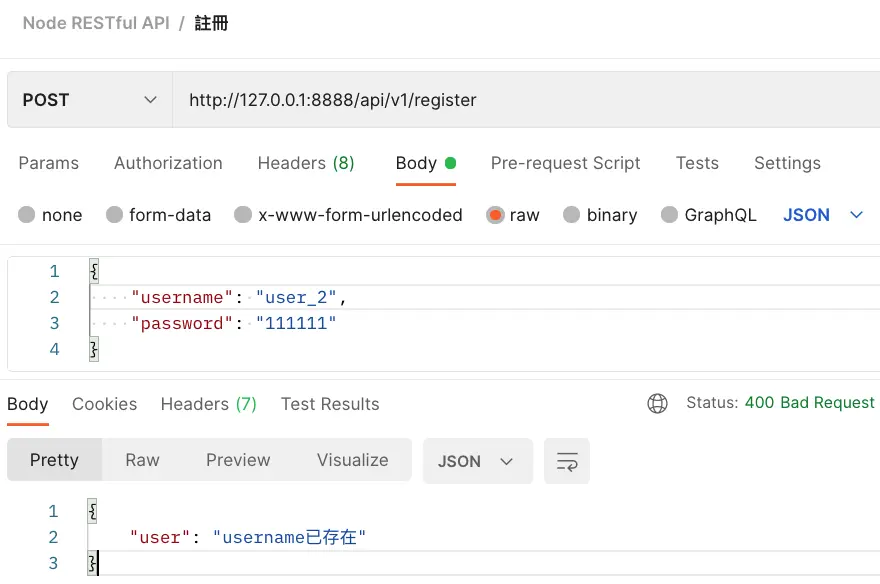 Node RESTful API / 註冊
POST http://127.0.0.1:8888/api/v1/register
Params Authorization Headers (8) Body Pre-request Script Tests Settings
none form-data x-www-form-urlencoded raw binary GraphQL JSON
1 {
2 "username": "user_2",
3 "password": "111111"
4 }
Body Cookies Headers (7) Test Results Status: 400 Bad Request
Pretty Raw Preview Visualize JSON
1 {
2 "user": "username已存在"
3 }